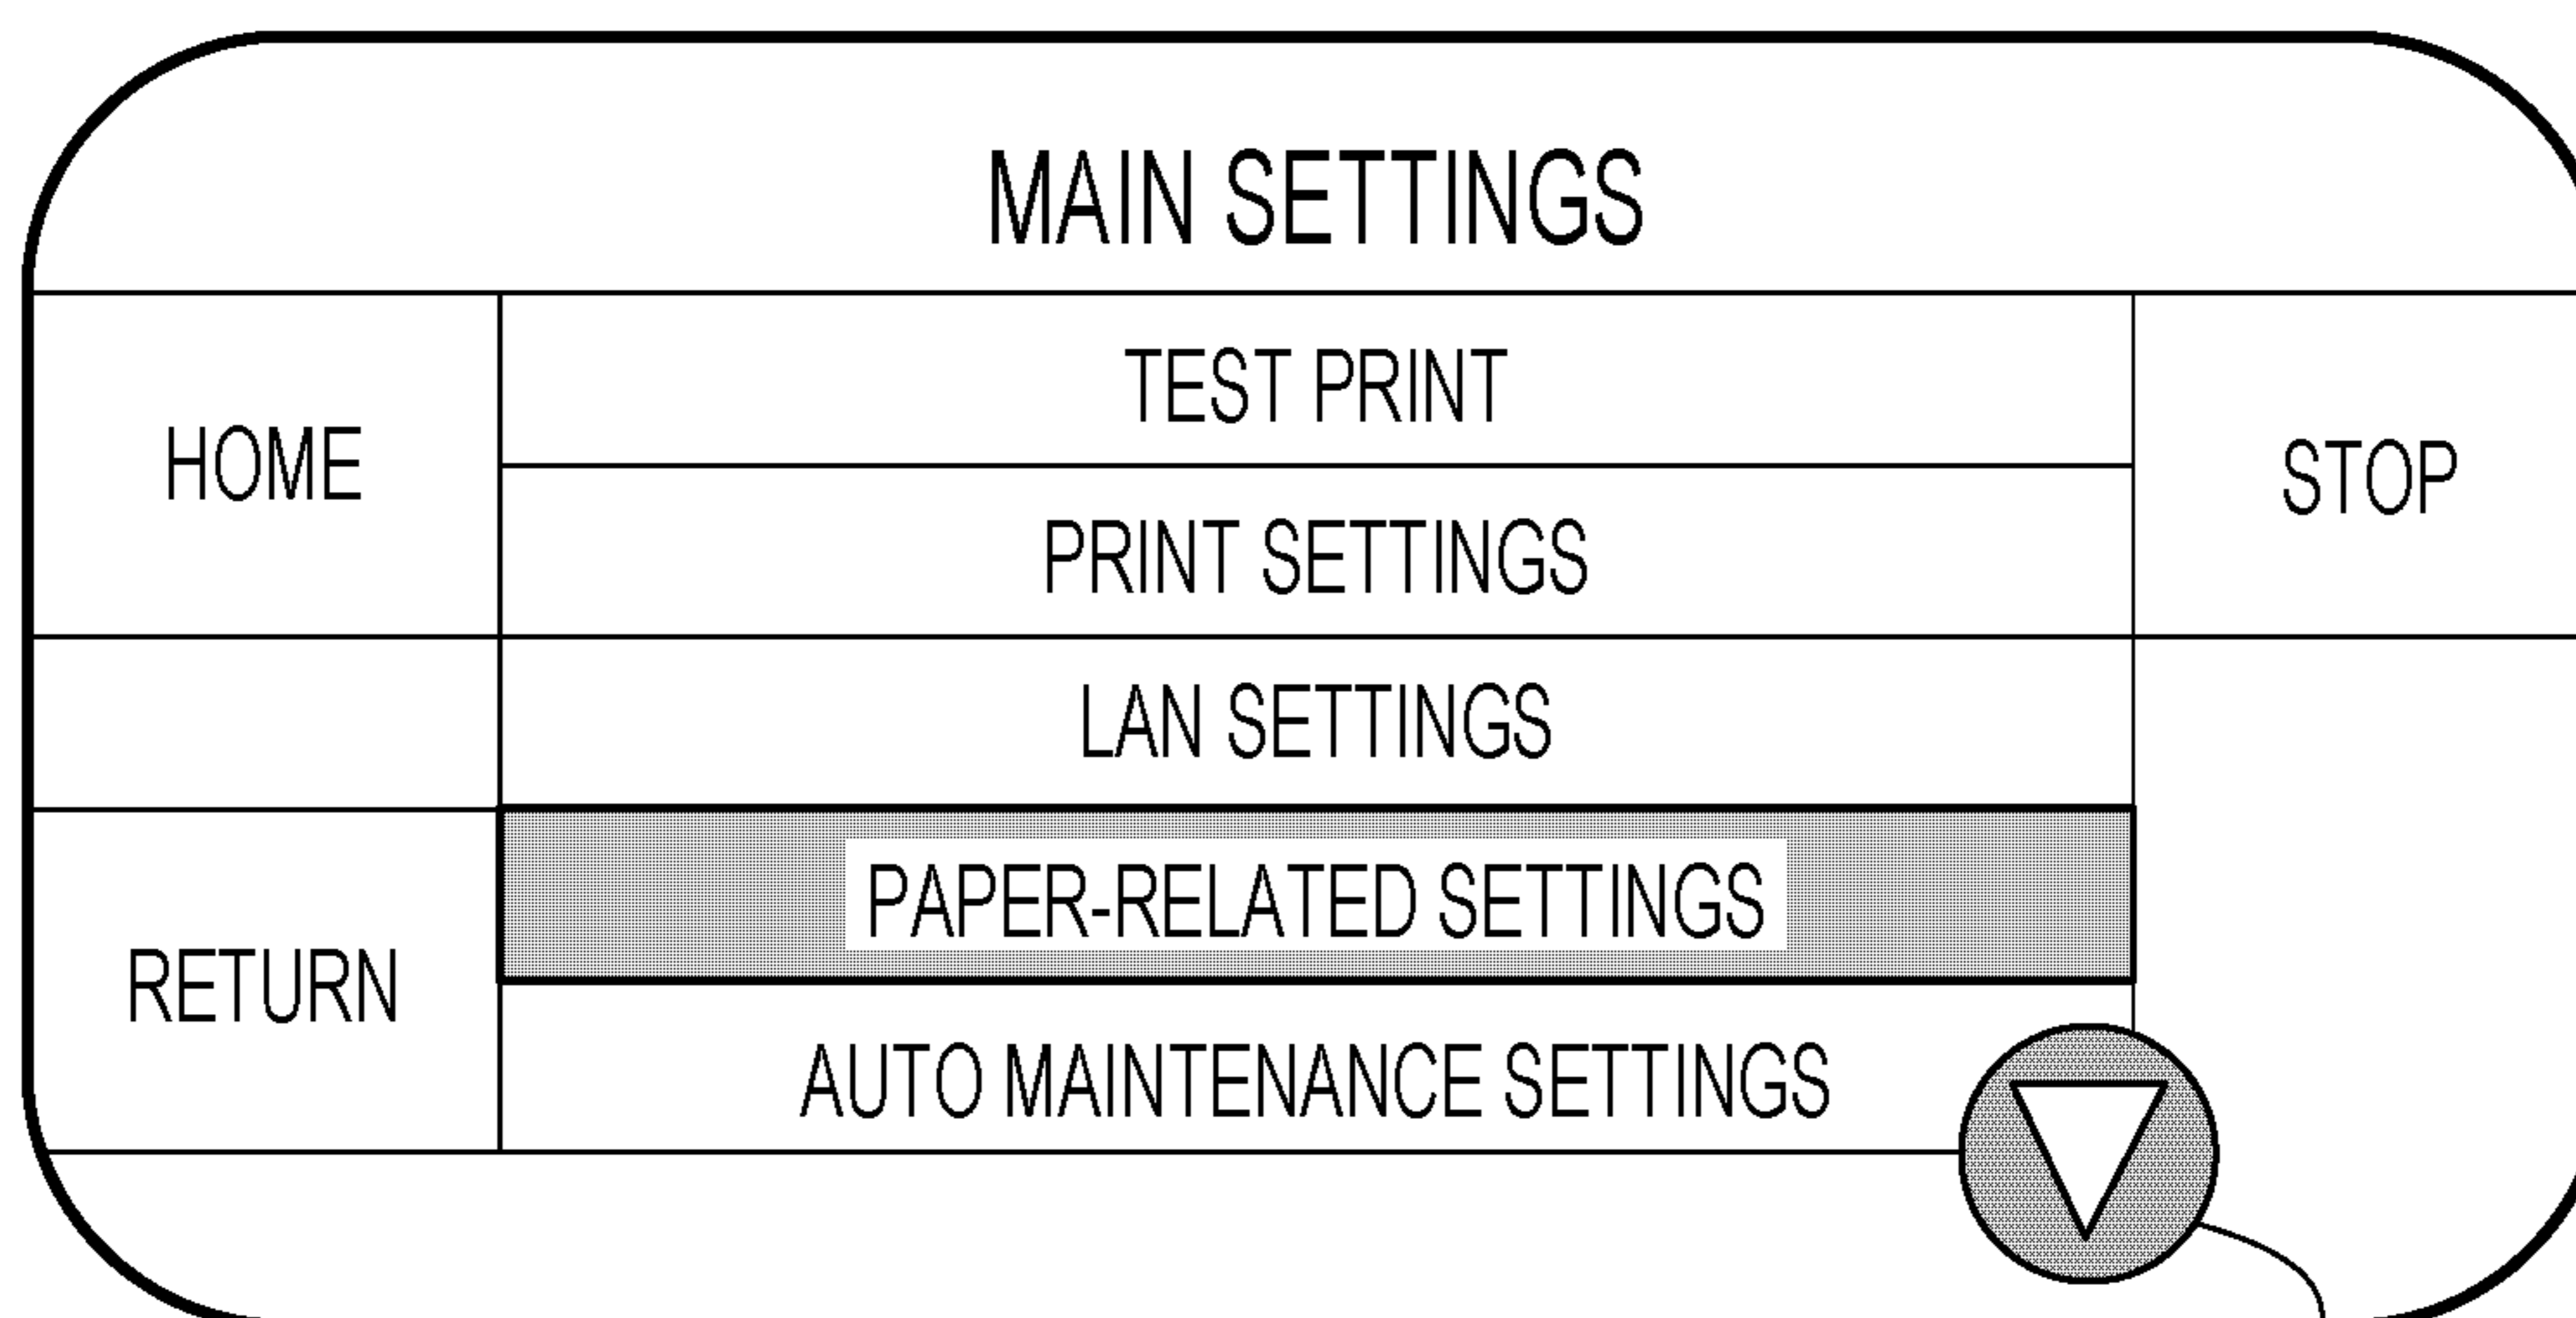 MAIN SETTINGS
HOME
TEST PRINT
PRINT SETTINGS
STOP
LAN SETTINGS
PAPER-RELATED SETTINGS
RETURN
AUTO MAINTENANCE SETTINGS